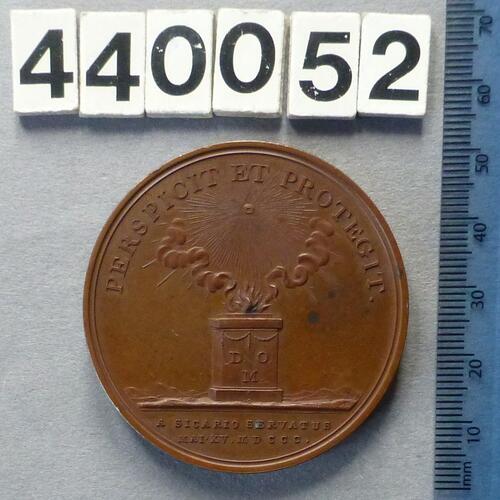 440052
PERSPICIT ET PROTEGIT.
D O
M
A SICARIO SERVATUS
MAI·XV·MDCCC.
70
60
50
40
30
20
10
mm